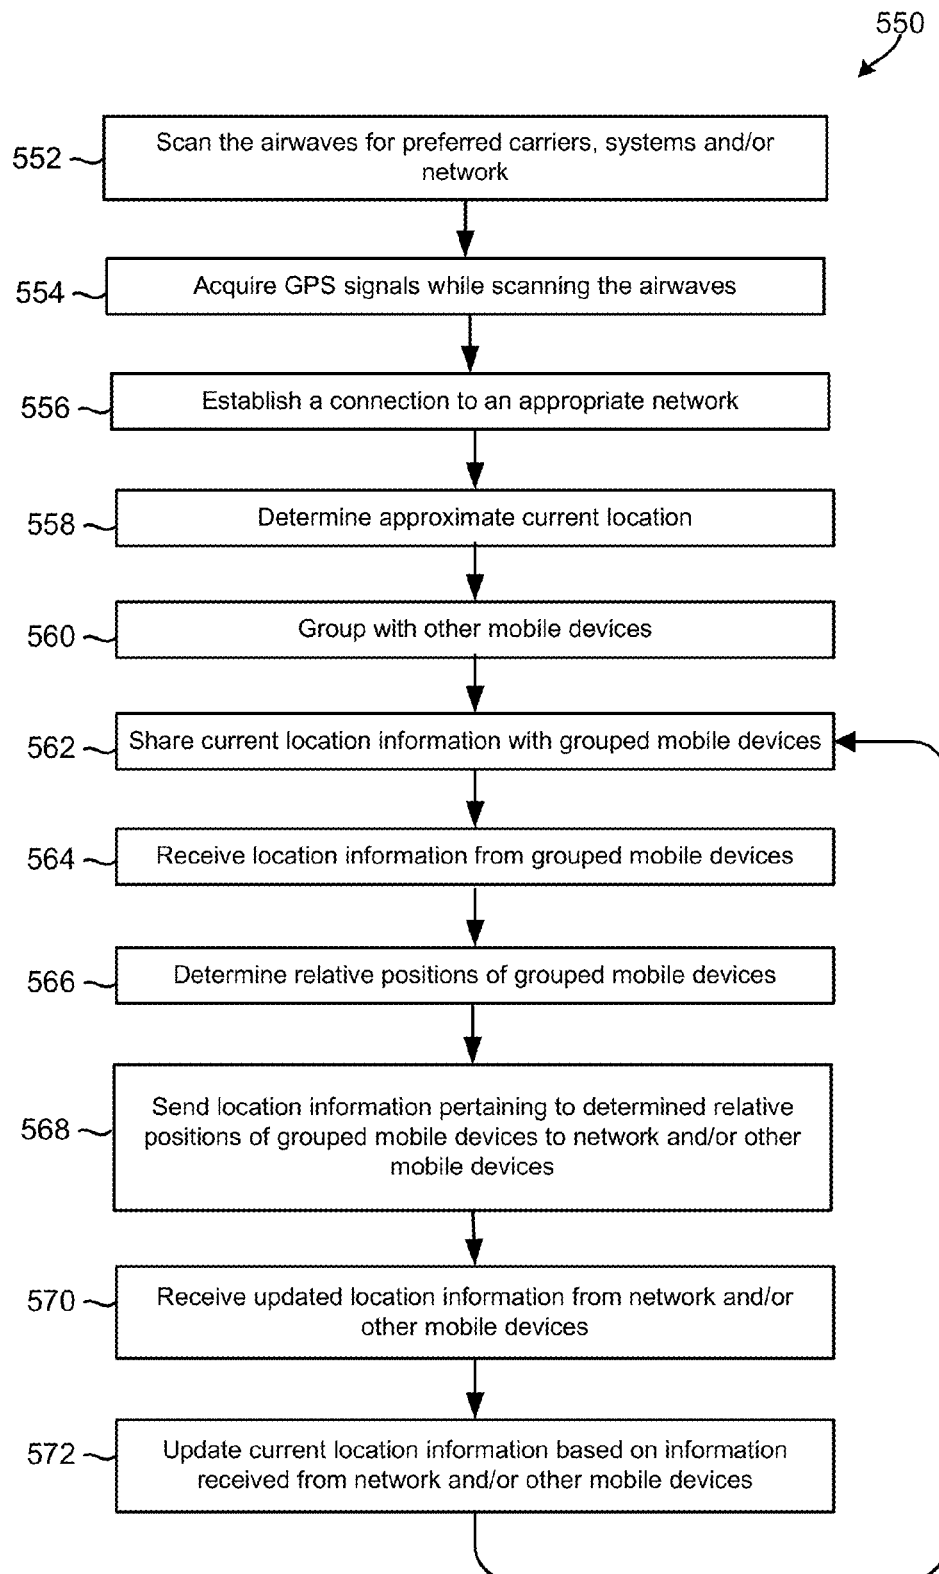 550
552
Scan the airwaves for preferred carriers, systems and/or
network
554
Acquire GPS signals while scanning the airwaves
556
Establish a connection to an appropriate network
558
Determine approximate current location
560
Group with other mobile devices
562
Share current location information with grouped mobile devices
564
Receive location information from grouped mobile devices
566
Determine relative positions of grouped mobile devices
568
Send location information pertaining to determined relative
positions of grouped mobile devices to network and/or other
mobile devices
570
Receive updated location information from network and/or
other mobile devices
572
Update current location information based on information
received from network and/or other mobile devices